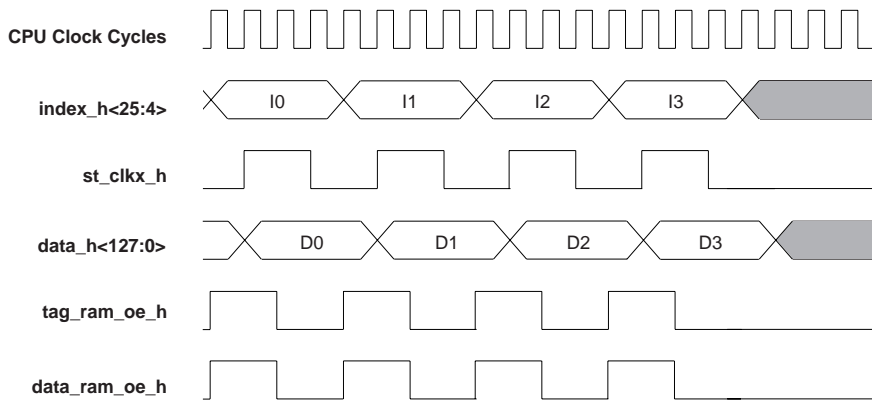 CPU Clock Cycles
index_h<25:4>
I0 I1 I2 I3
st_clkx_h
data_h<127:0>
D0 D1 D2 D3
tag_ram_oe_h
data_ram_oe_h